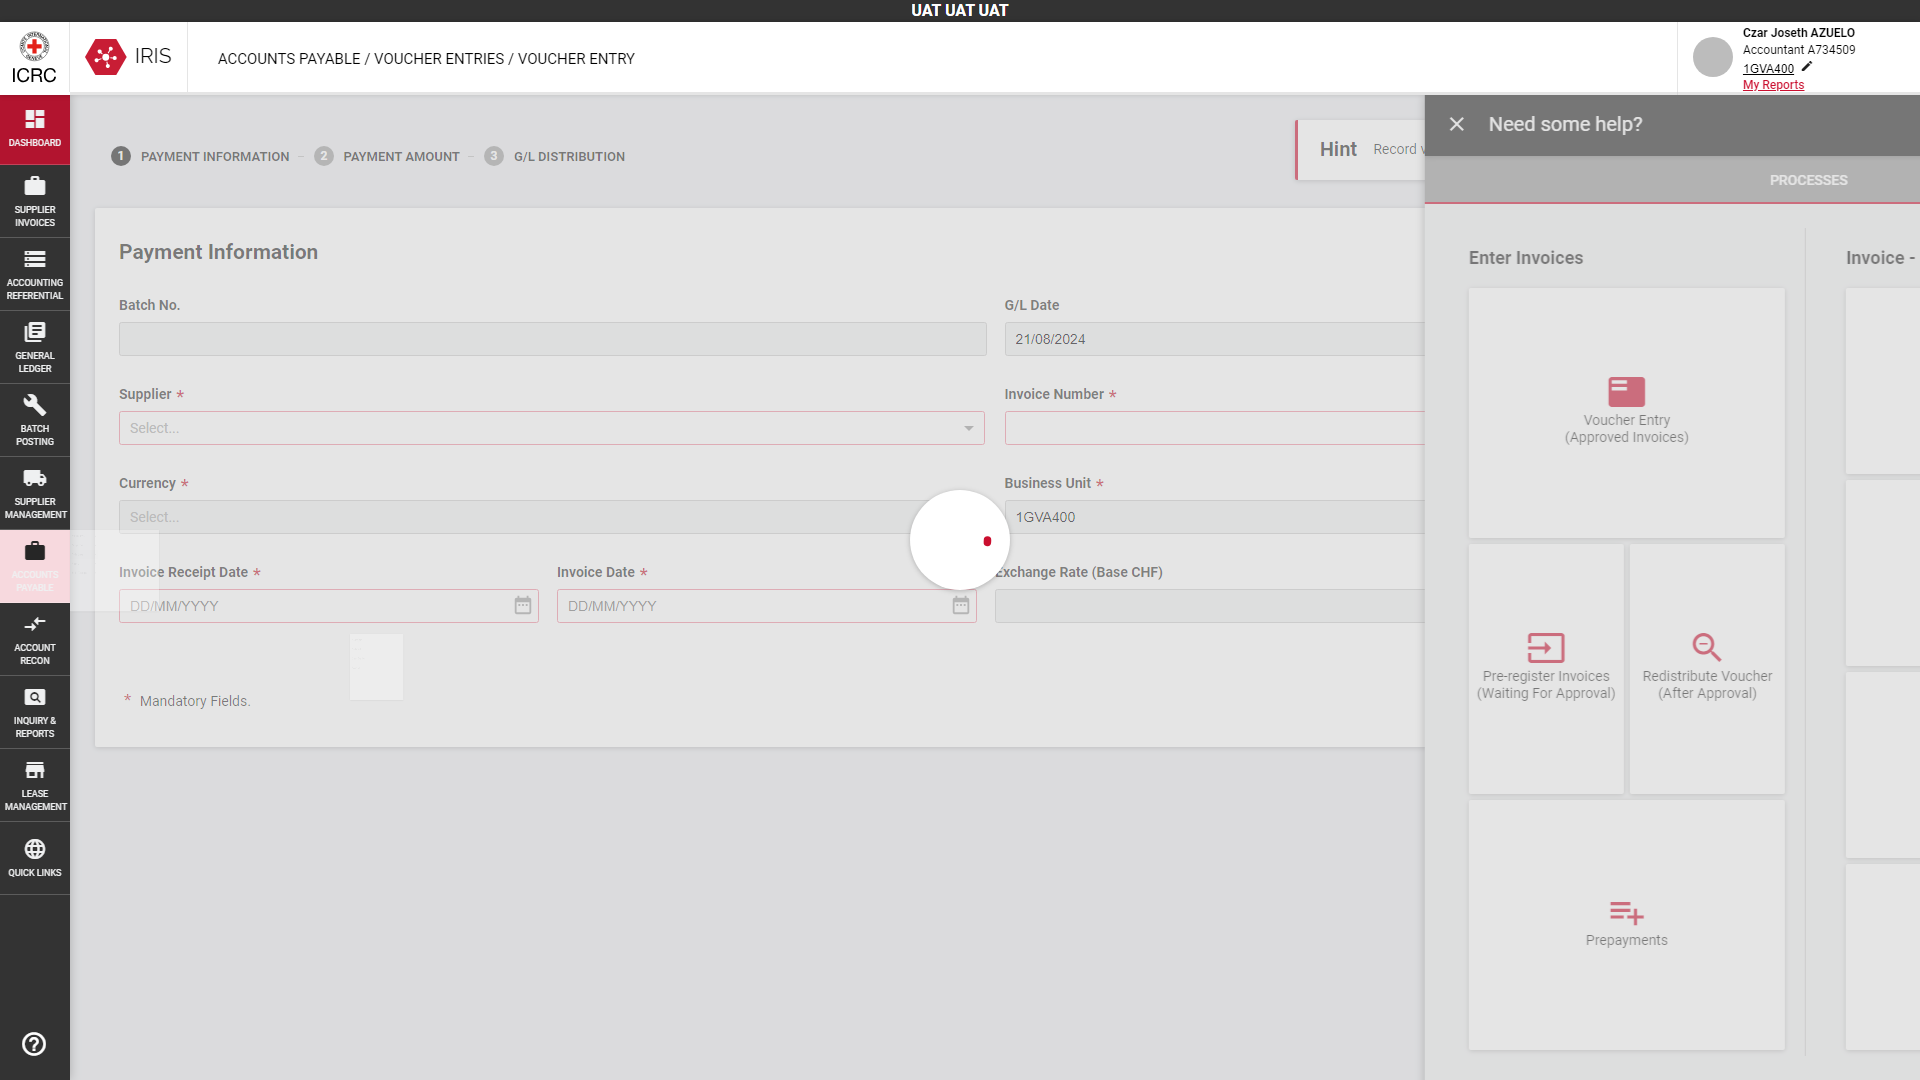 UAT UAT UAT
ICRC
IRIS
ACCOUNTS PAYABLE / VOUCHER ENTRIES / VOUCHER ENTRY
Czar Joseth AZUELO
Accountant A734509
1GVA400
My Reports
DASHBOARD
SUPPLIER
INVOICES
ACCOUNTING
REFERENTIAL
GENERAL
LEDGER
BATCH
POSTING
SUPPLIER
MANAGEMENT
ACCOUNTS
PAYABLE
ACCOUNT
RECON
INQUIRY &
REPORTS
LEASE
MANAGEMENT
QUICK LINKS
1 PAYMENT INFORMATION
2 PAYMENT AMOUNT
3 G/L DISTRIBUTION
Hint Record
Payment Information
Batch No.
G/L Date
21/08/2024
Supplier *
Select...
Invoice Number *
Currency *
Select...
Business Unit *
1GVA400
Invoice Receipt Date *
DD/MM/YYYY
Invoice Date *
DD/MM/YYYY
Exchange Rate (Base CHF)
* Mandatory Fields.
Need some help?
PROCESSES
Enter Invoices
Voucher Entry
(Approved Invoices)
Pre-register Invoices
(Waiting For Approval)
Redistribute Voucher
(After Approval)
Prepayments
Invoice -